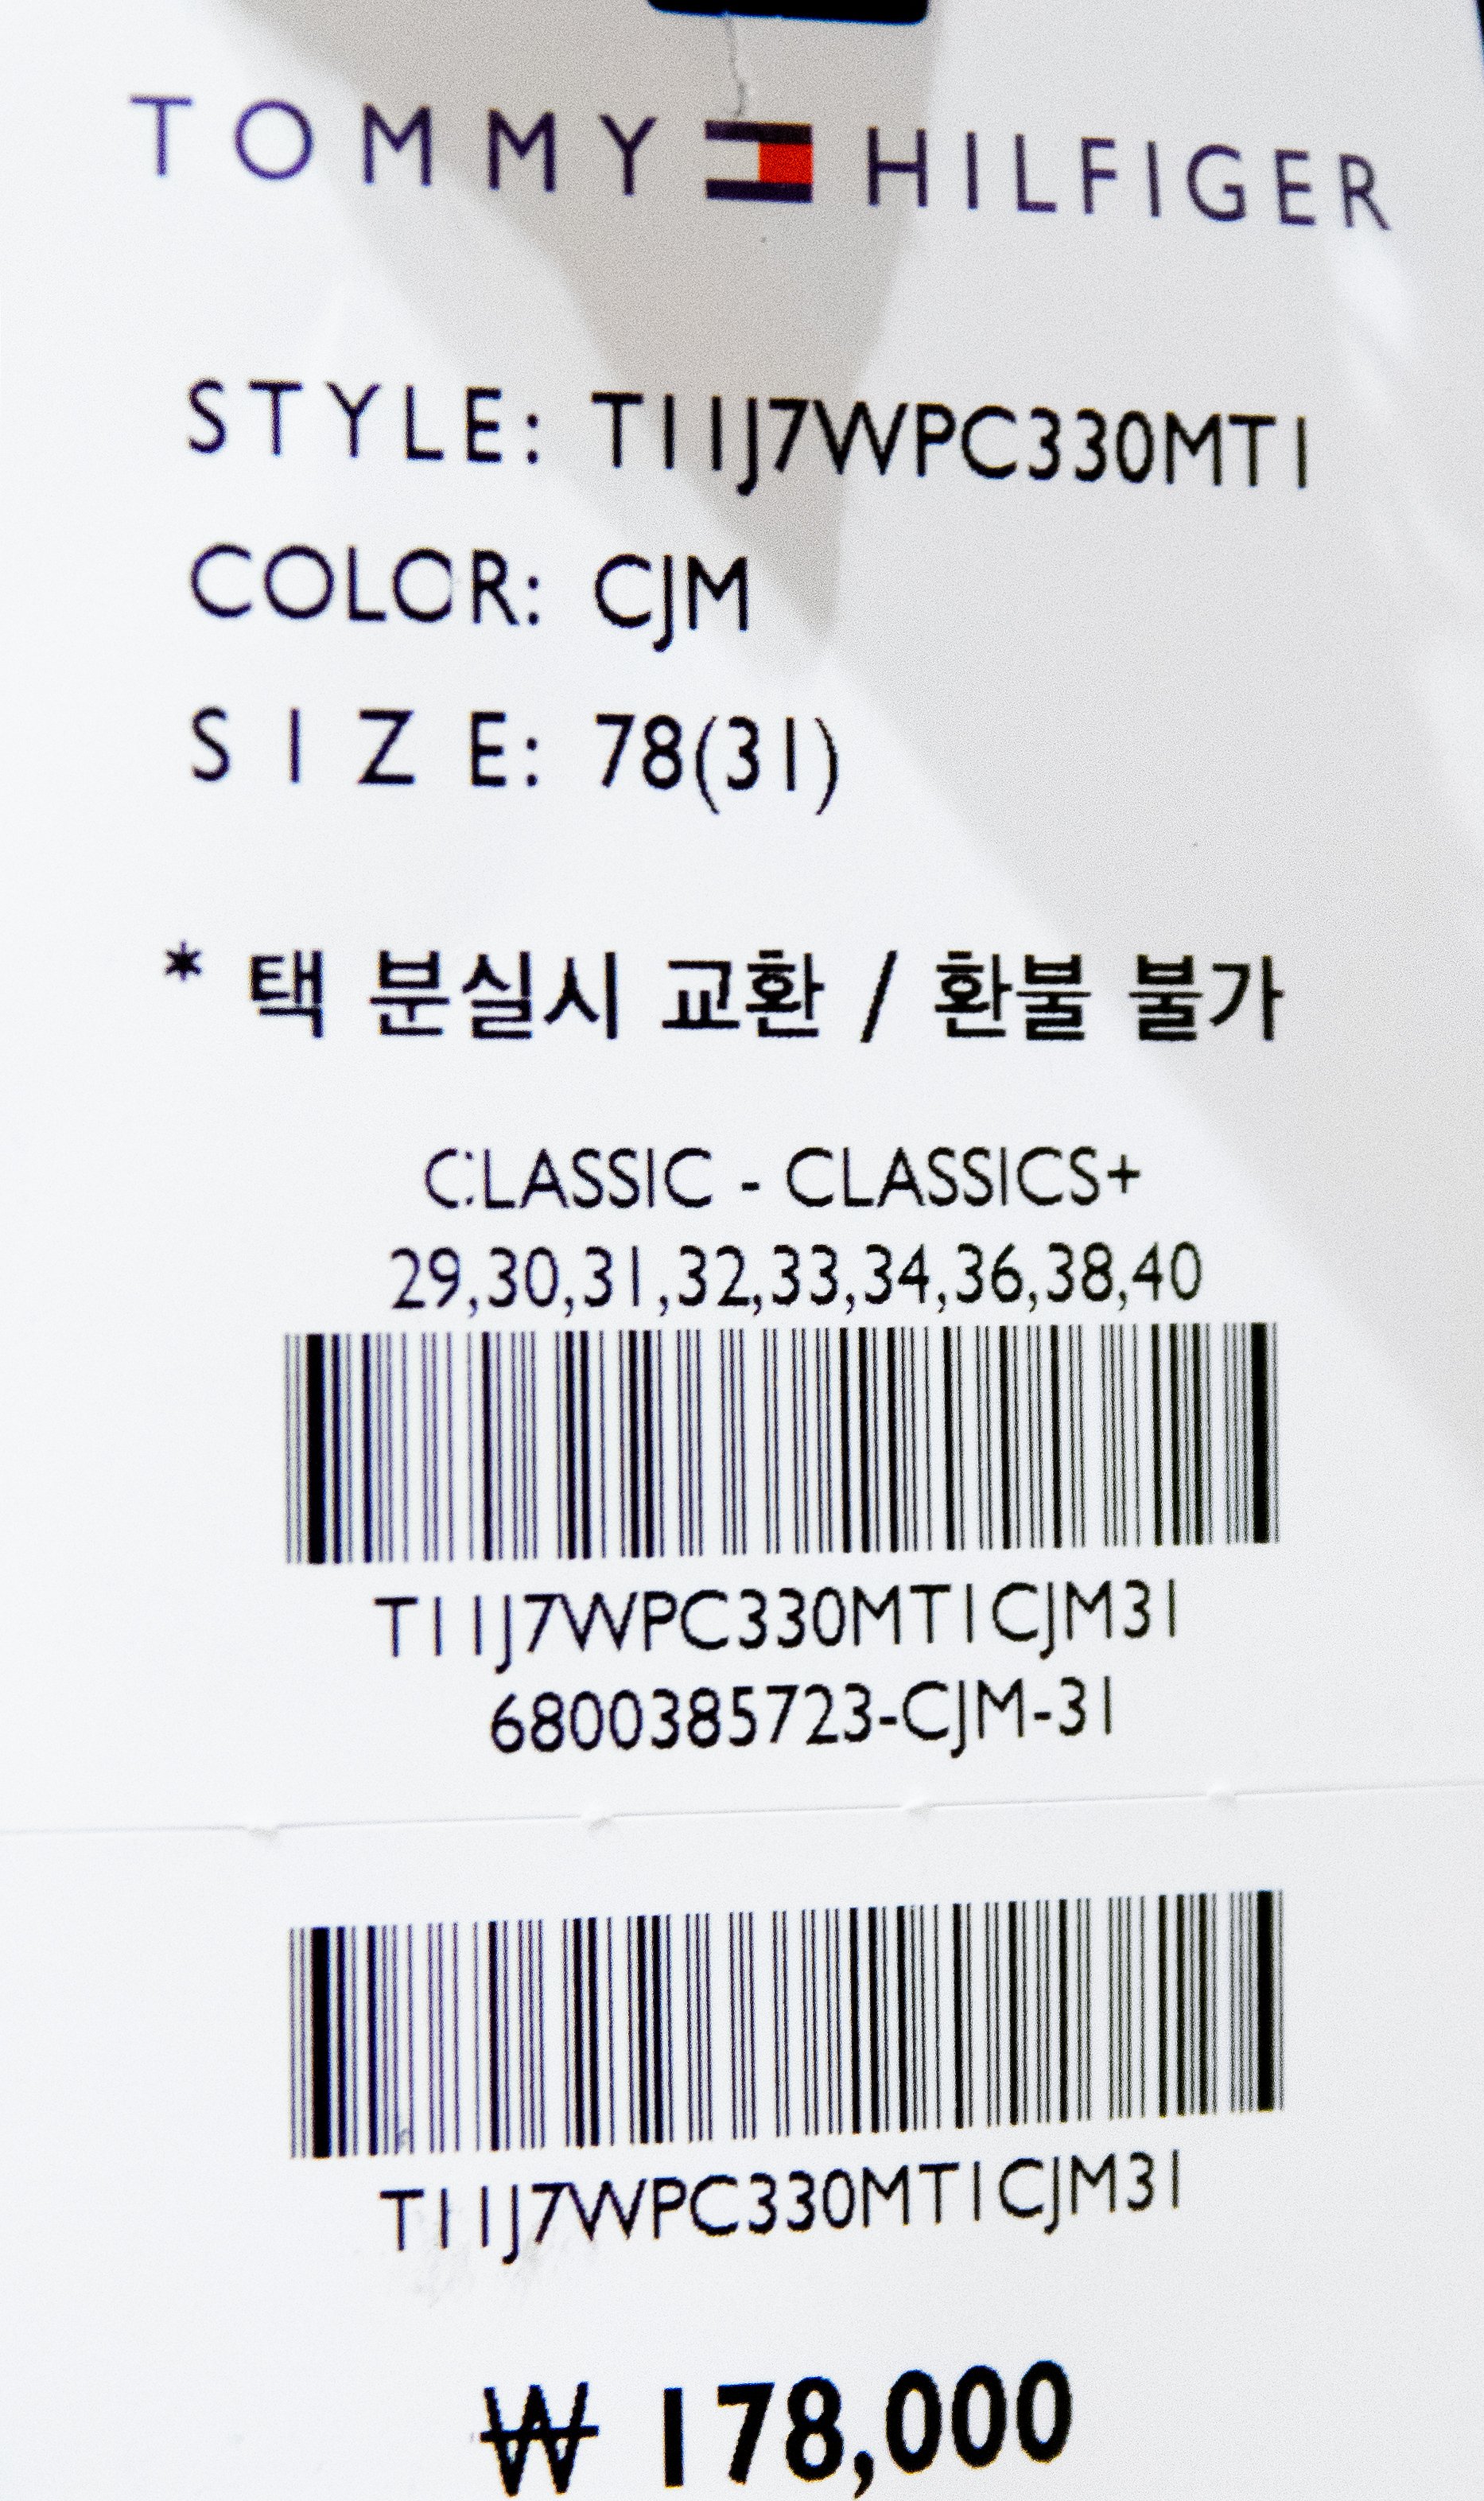 TOMMY HILFIGER
STYLE: T11J7WPC330MT1
COLOR: CJM
SIZE: 78(31)
* 택 분실시 교환 / 환불 불가
CLASSIC - CLASSICS+
29,30,31,32,33,34,36,38,40
T11J7WPC330MT1CJM31
6800385723-CJM-31
T11J7WPC330MT1CJM31
₩ 178,000